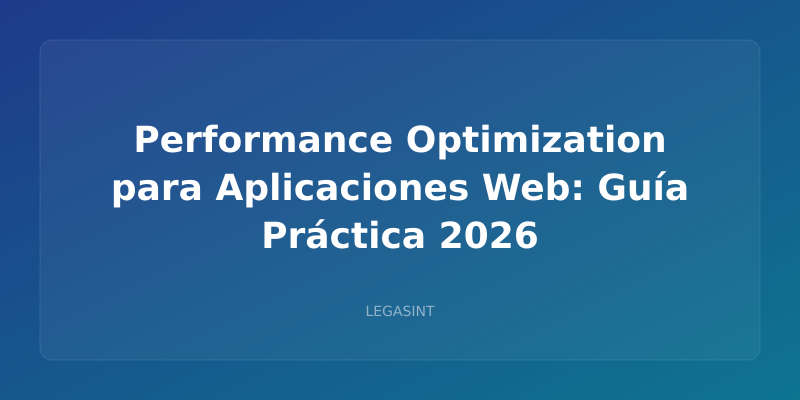 Performance Optimization
para Aplicaciones Web: Guía
Práctica 2026
LEGASINT